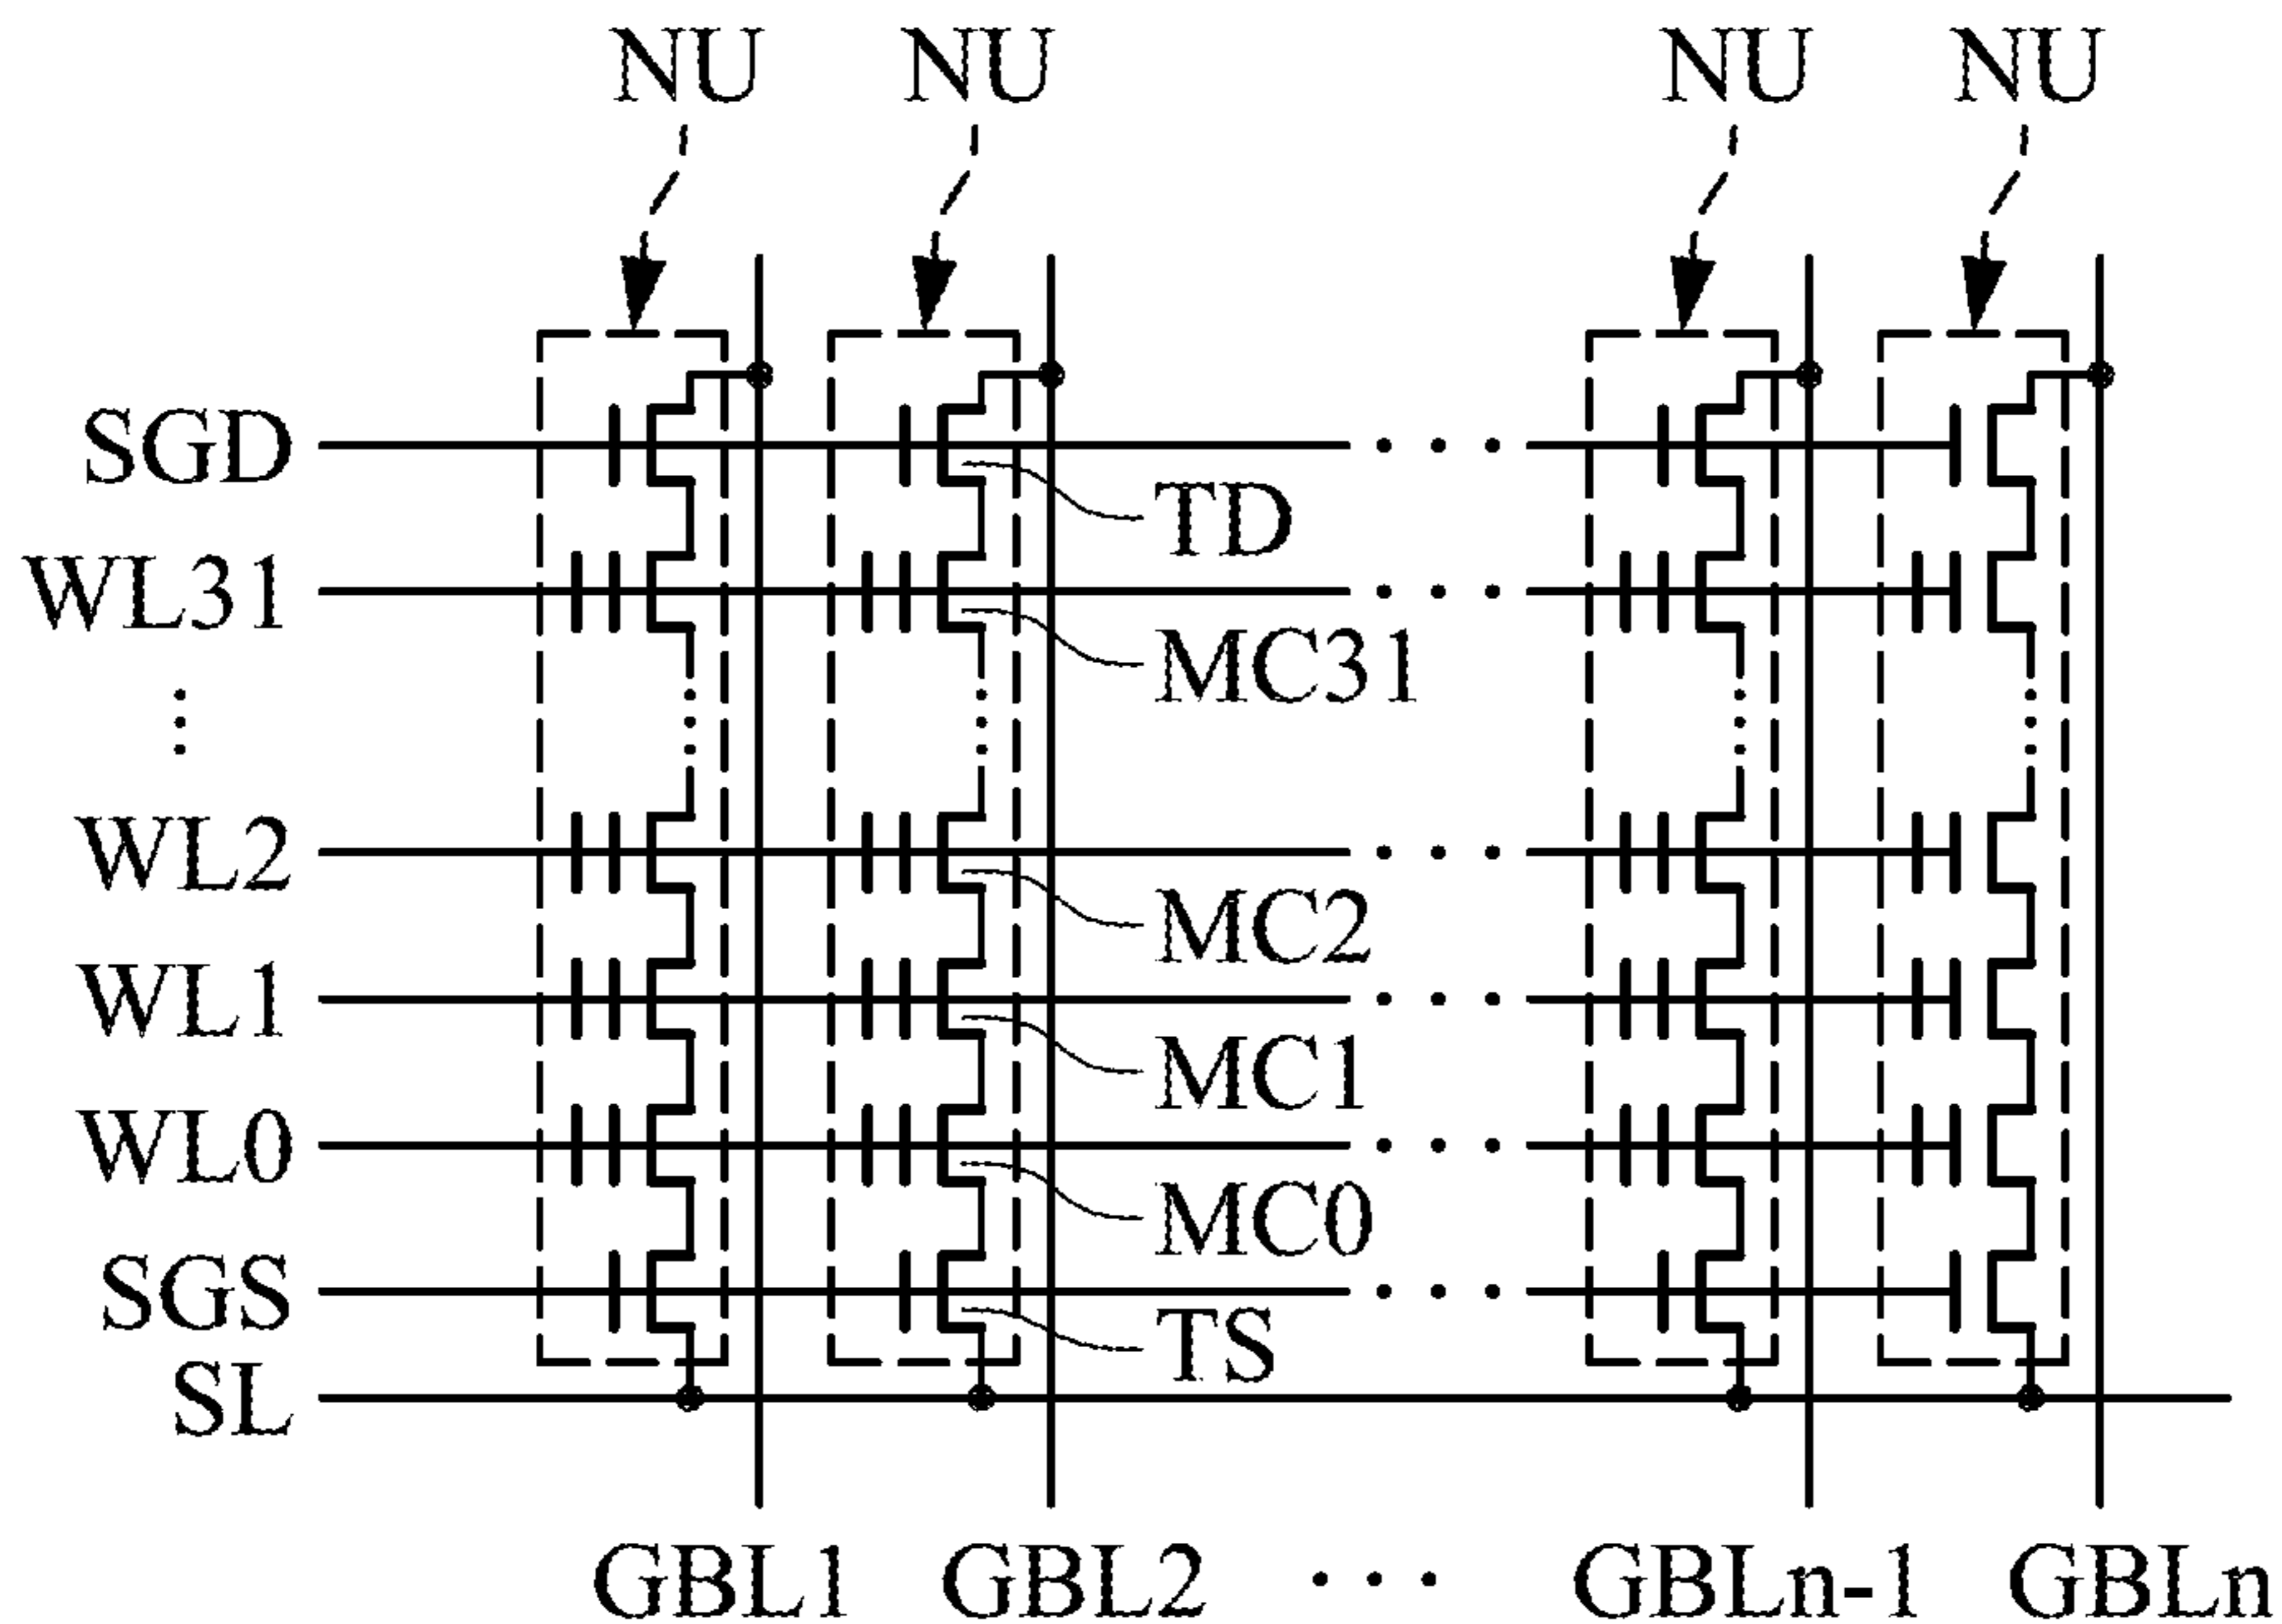 NU NU NU NU
SGD
TD
WL31
MC31
WL2
MC2
WL1
MC1
WL0
MC0
SGS
TS
SL
GBL1 GBL2 ... GBLn-1 GBLn